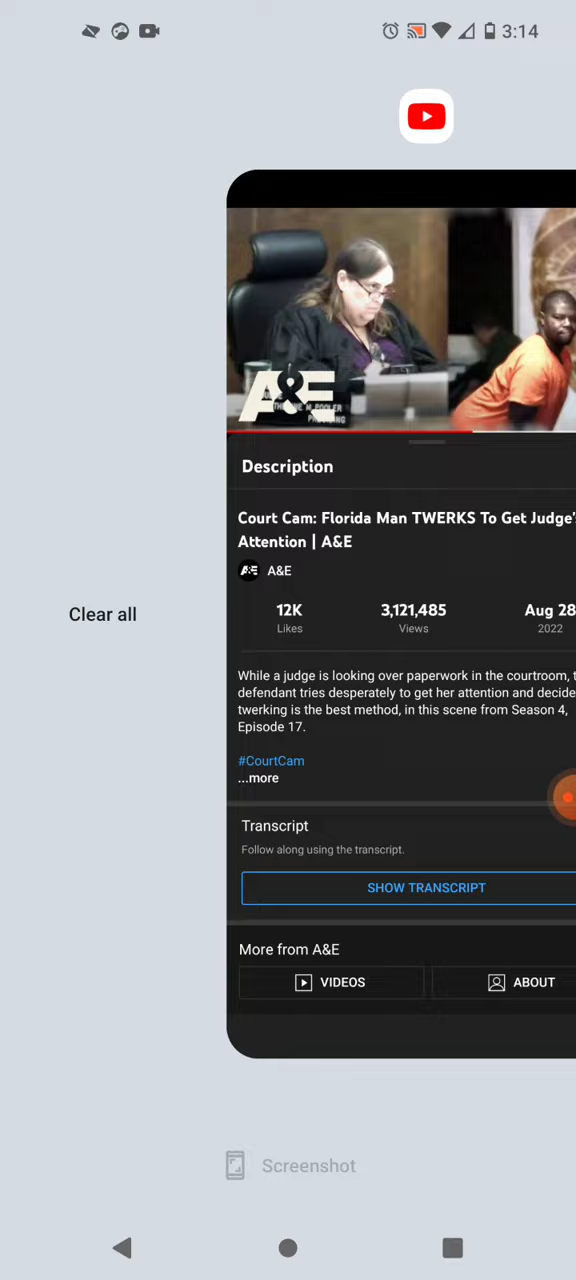 3:14
A&E
PRESIDING
Description
Court Cam: Florida Man TWERKS To Get Judge'
Attention | A&E
A&E A&E
12K 3,121,485 Aug 28
Likes Views 2022
While a judge is looking over paperwork in the courtroom, t
defendant tries desperately to get her attention and decide
twerking is the best method, in this scene from Season 4,
Episode 17.
#CourtCam
...more
Clear all
Transcript
Follow along using the transcript.
SHOW TRANSCRIPT
More from A&E
VIDEOS ABOUT
Screenshot